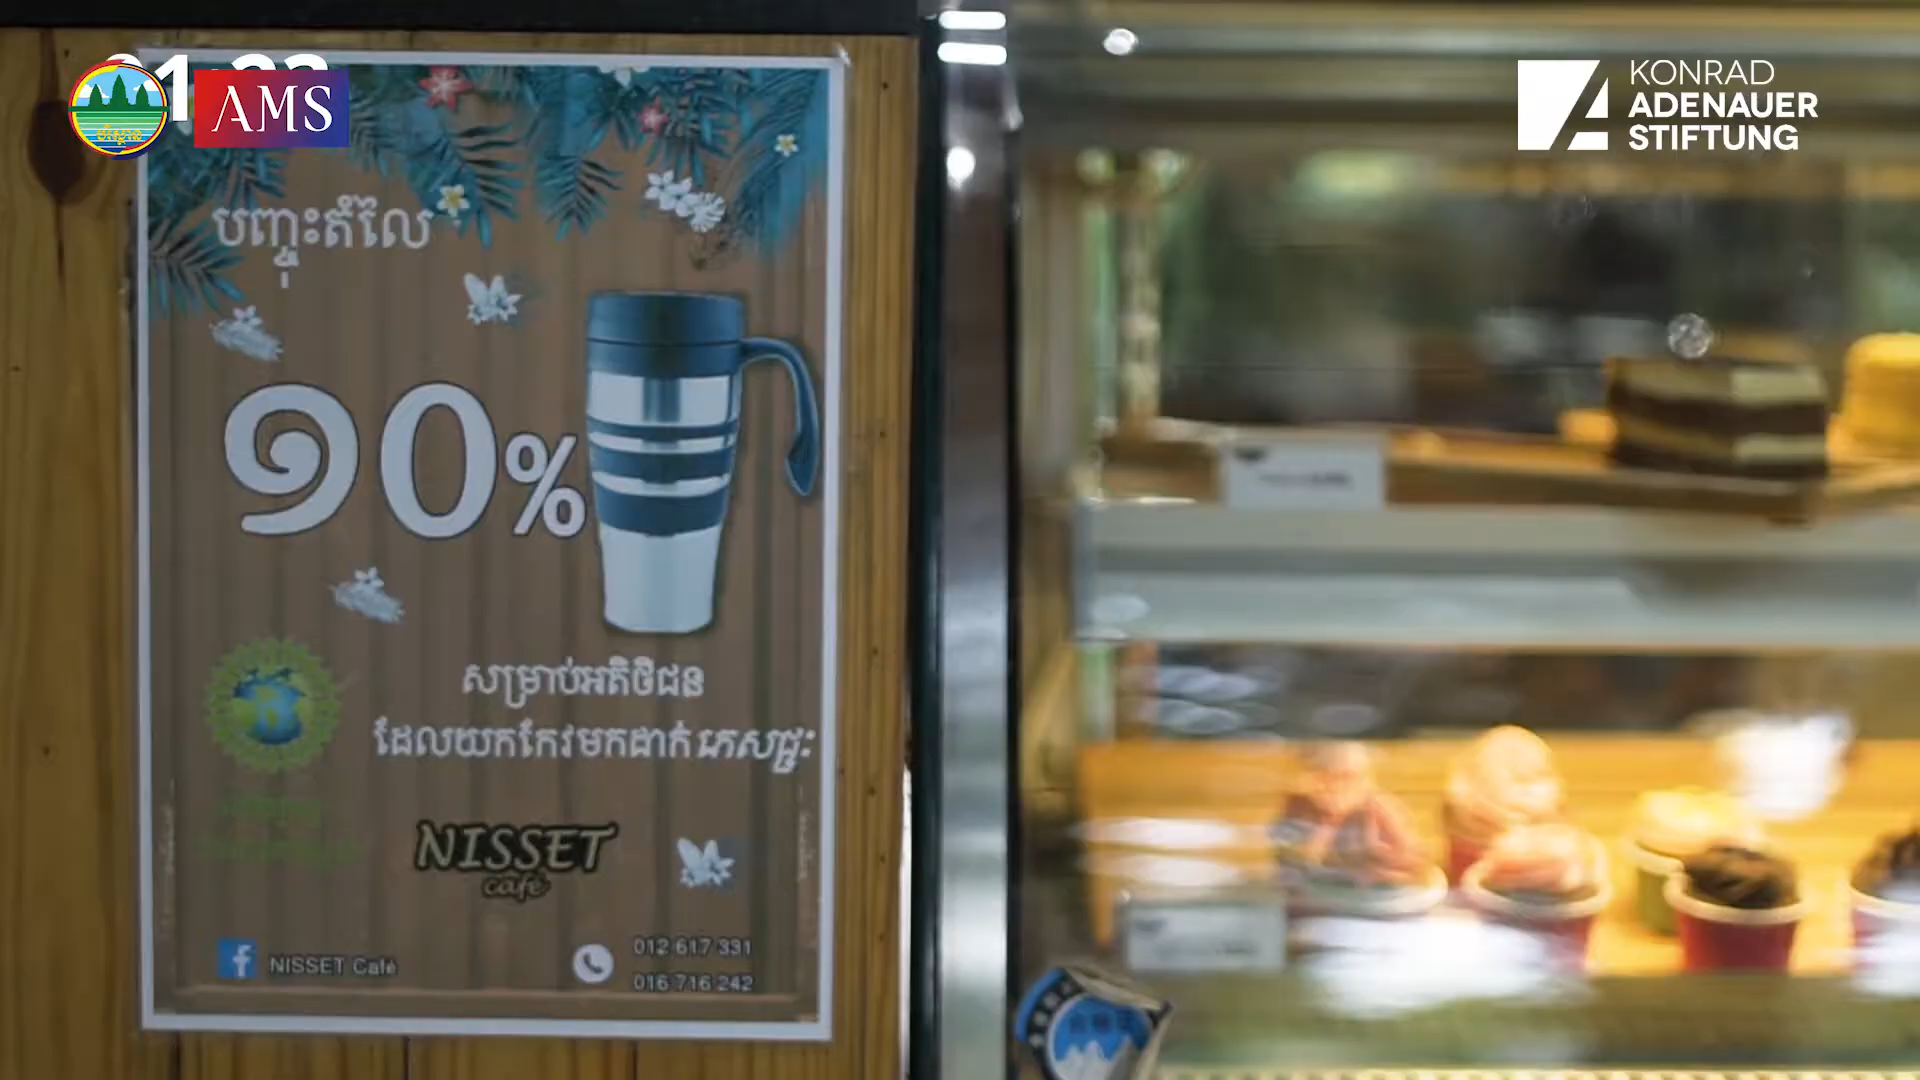 AMS
KONRAD
ADENAUER
STIFTUNG
បញ្ចុះតំលៃ
១០%
សម្រាប់អតិថិជន
ដែលយកកែវមកដាក់ភេសជ្ជៈ
NISSET
café
NISSET Café
012 617 331
016 716 242